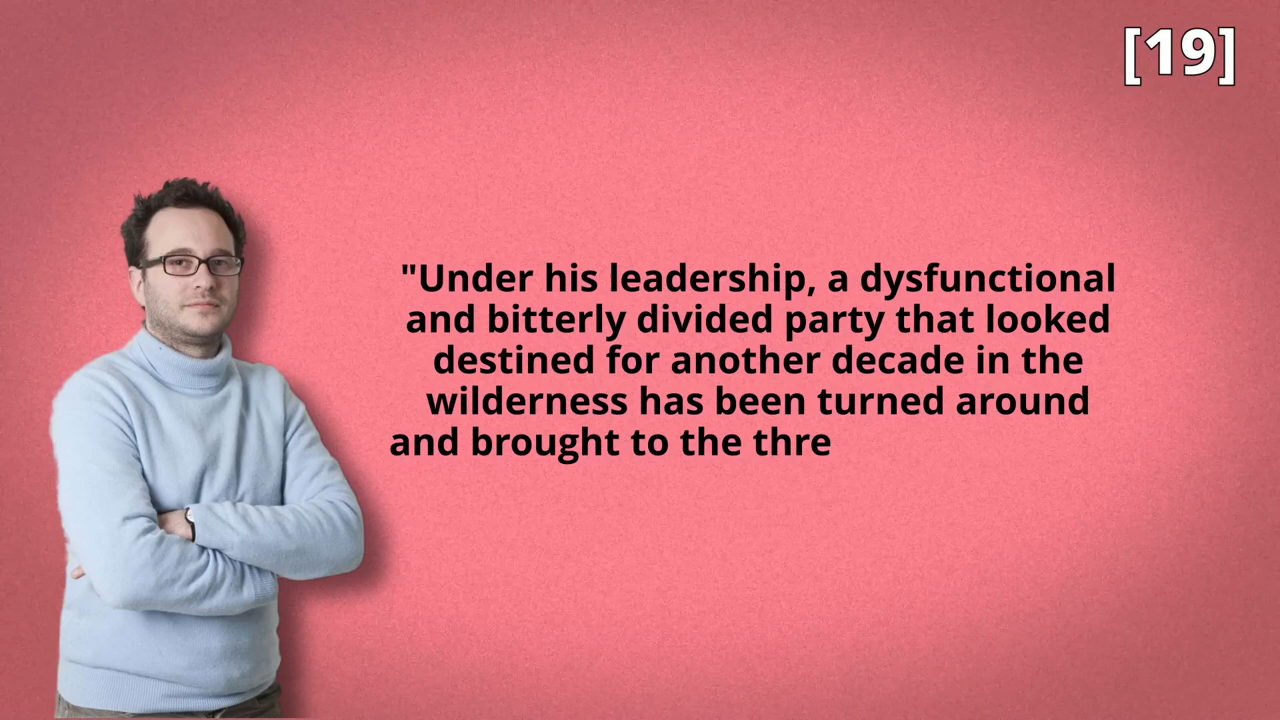 [19]
"Under his leadership, a dysfunctional
and bitterly divided party that looked
destined for another decade in the
wilderness has been turned around
and brought to the thre